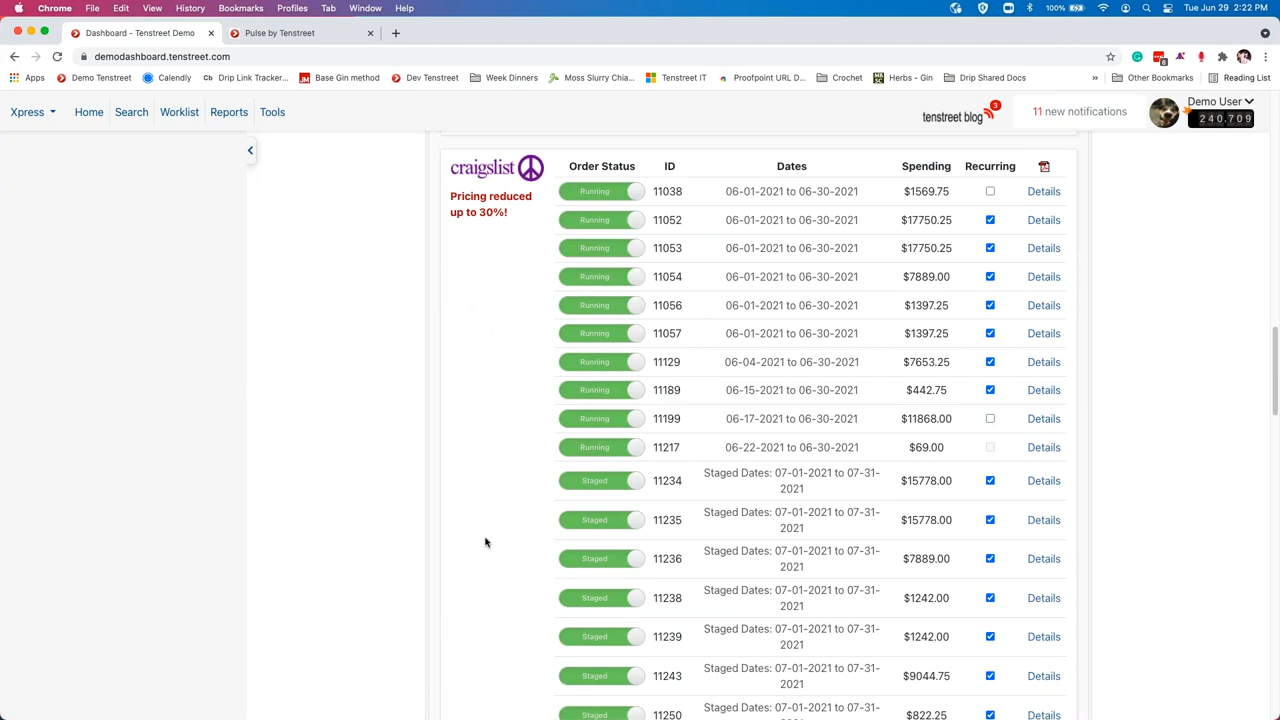 Chrome File Edit View History Bookmarks Profiles Tab Window Help 100% Tue Jun 29 2:22 PM
Dashboard - Tenstreet Demo Pulse by Tenstreet
demodashboard.tenstreet.com 8
Apps Demo Tenstreet Calendly Cb Drip Link Tracker... Base Gin method Dev Tenstreet Week Dinners Moss Slurry Chia... Tenstreet IT Proofpoint URL D... Crochet Herbs - Gin Drip Shared Docs » Other Bookmarks Reading List
Xpress Home Search Worklist Reports Tools tenstreet blog 3 11 new notifications Demo User
240,709
craigslist Order Status ID Dates Spending Recurring
Pricing reduced
up to 30%!
Running 11038 06-01-2021 to 06-30-2021 $1569.75 Details
Running 11052 06-01-2021 to 06-30-2021 $17750.25 Details
Running 11053 06-01-2021 to 06-30-2021 $17750.25 Details
Running 11054 06-01-2021 to 06-30-2021 $7889.00 Details
Running 11056 06-01-2021 to 06-30-2021 $1397.25 Details
Running 11057 06-01-2021 to 06-30-2021 $1397.25 Details
Running 11129 06-04-2021 to 06-30-2021 $7653.25 Details
Running 11189 06-15-2021 to 06-30-2021 $442.75 Details
Running 11199 06-17-2021 to 06-30-2021 $11868.00 Details
Running 11217 06-22-2021 to 06-30-2021 $69.00 Details
Staged 11234 Staged Dates: 07-01-2021 to 07-31-
2021 $15778.00 Details
Staged 11235 Staged Dates: 07-01-2021 to 07-31-
2021 $15778.00 Details
Staged 11236 Staged Dates: 07-01-2021 to 07-31-
2021 $7889.00 Details
Staged 11238 Staged Dates: 07-01-2021 to 07-31-
2021 $1242.00 Details
Staged 11239 Staged Dates: 07-01-2021 to 07-31-
2021 $1242.00 Details
Staged 11243 Staged Dates: 07-01-2021 to 07-31-
2021 $9044.75 Details
Staged 11250 Staged Dates: 07-01-2021 to 07-31- $822.25 Details